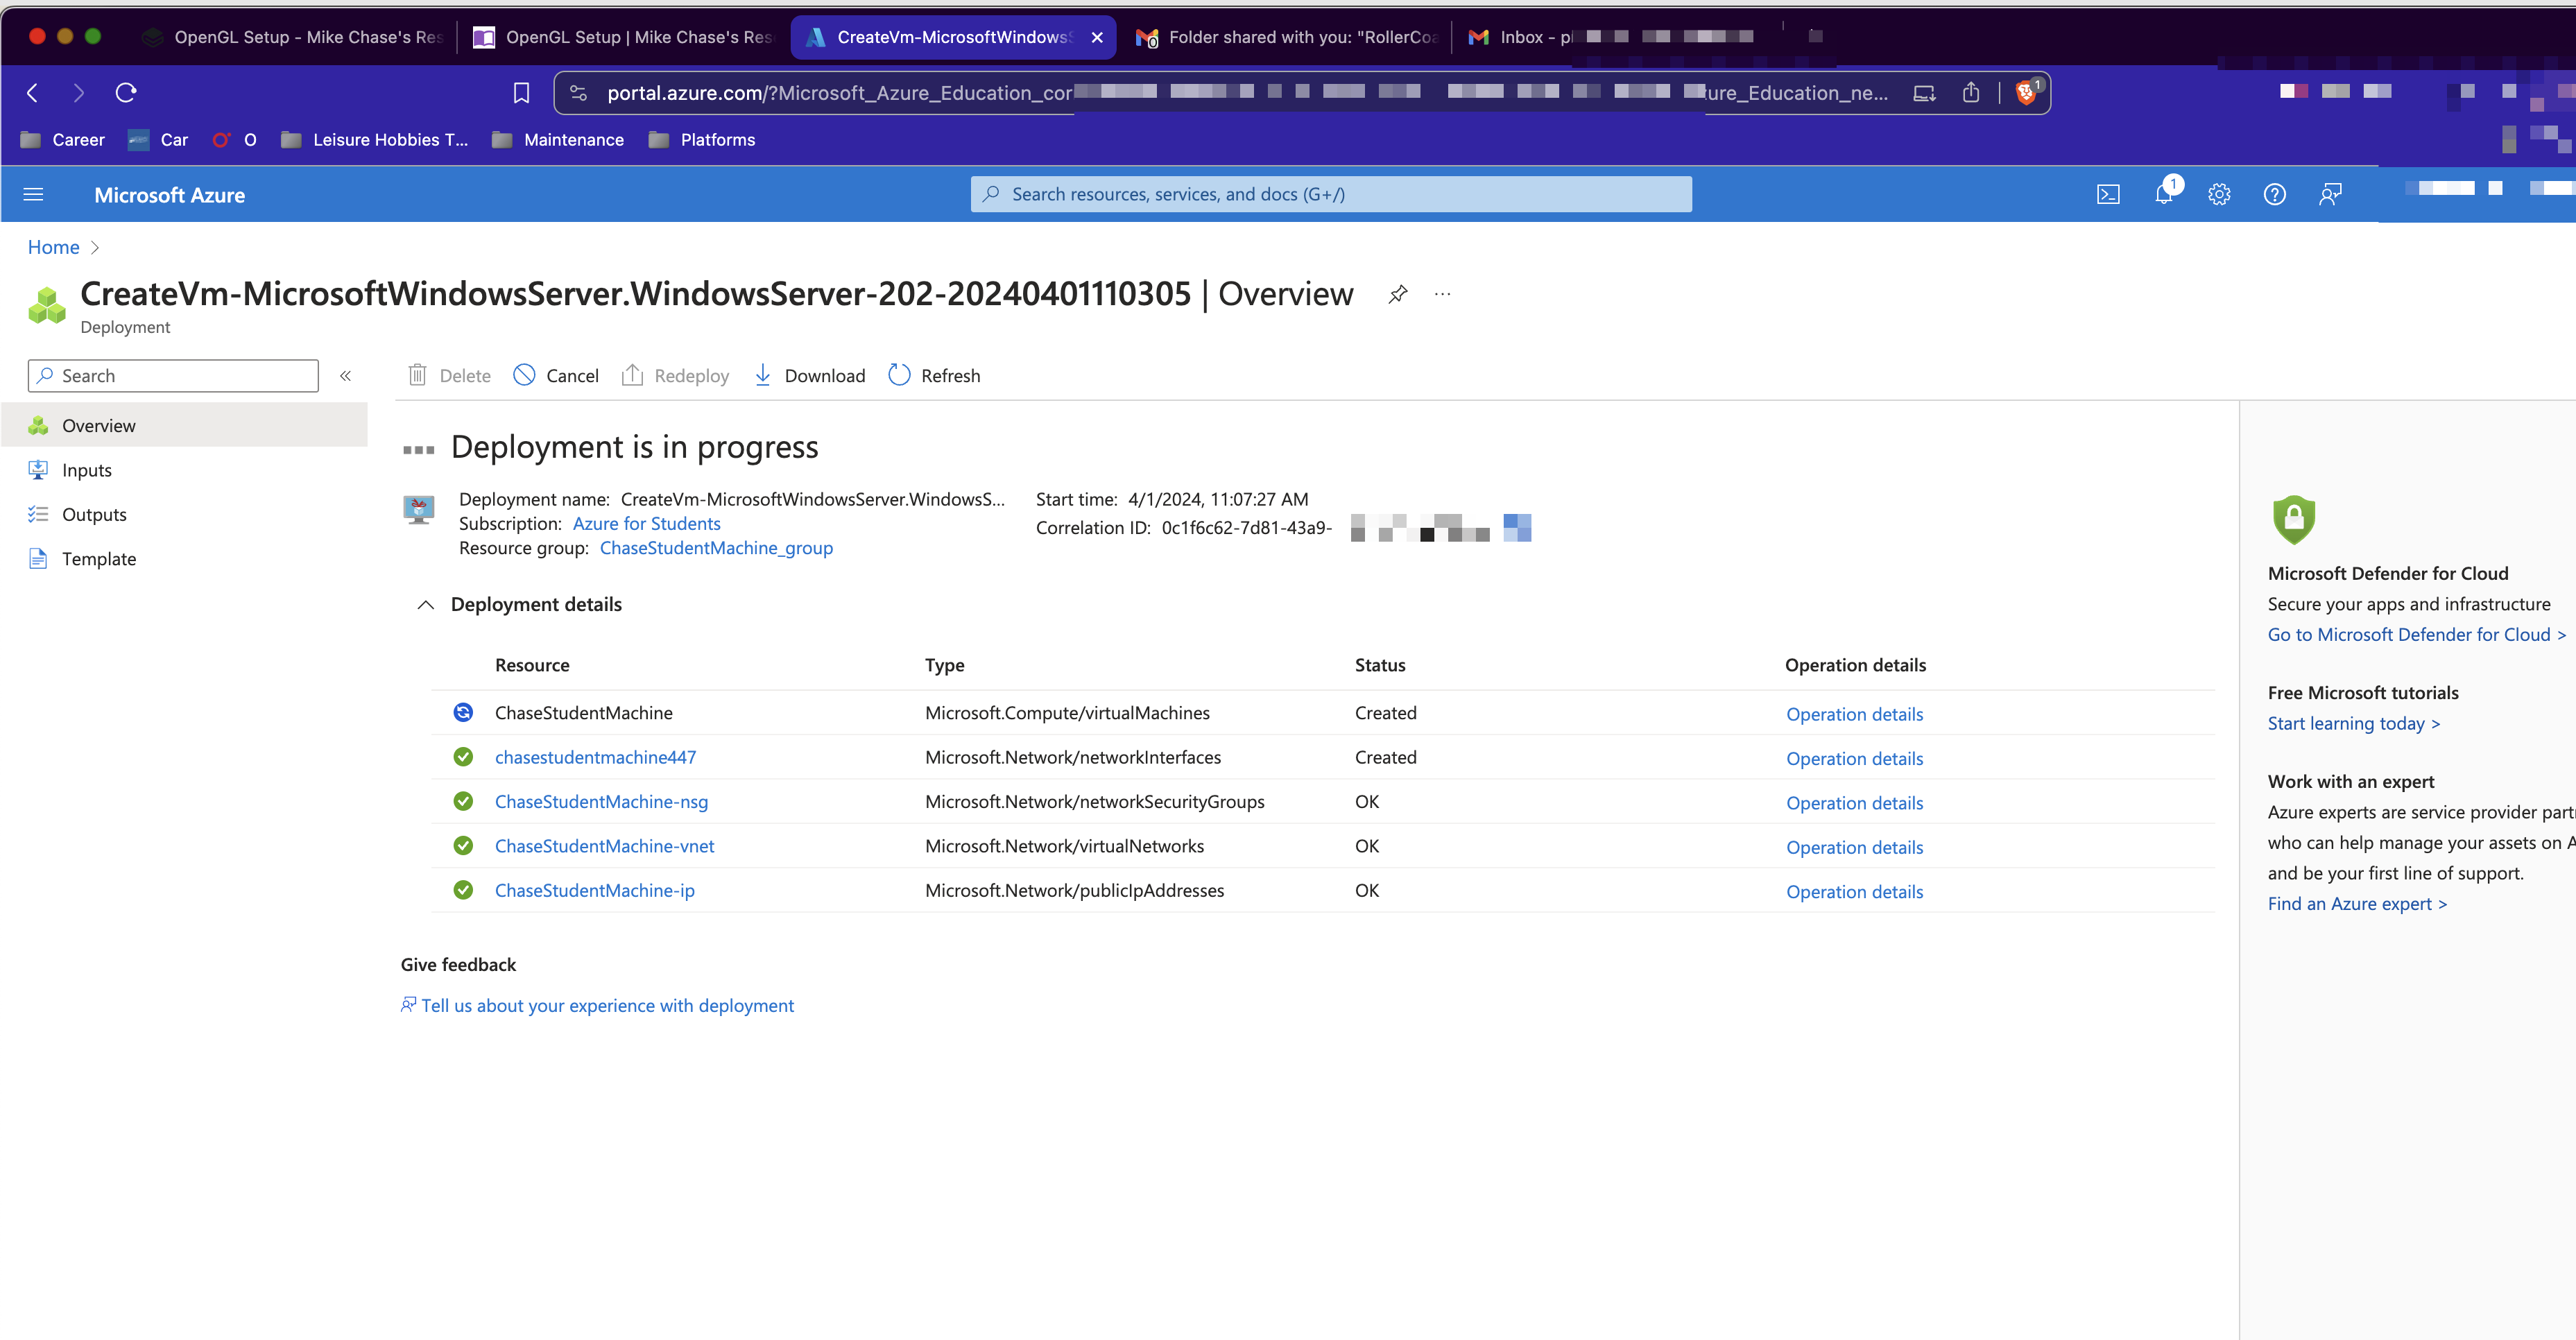 OpenGL Setup - Mike Chase's Res
OpenGL Setup | Mike Chase's Res
CreateVm-MicrosoftWindowsS
Folder shared with you: "RollerCoa
Inbox - p
portal.azure.com/?Microsoft_Azure_Education_cor
ure_Education_ne...
1
Career
Car
O
Leisure Hobbies T...
Maintenance
Platforms
Microsoft Azure
Search resources, services, and docs (G+/)
1
Home >
CreateVm-MicrosoftWindowsServer.WindowsServer-202-20240401110305 | Overview
Deployment
Search
Delete
Cancel
Redeploy
Download
Refresh
Overview
Inputs
Outputs
Template
Deployment is in progress
Deployment name: CreateVm-MicrosoftWindowsServer.WindowsS...
Subscription: Azure for Students
Resource group: ChaseStudentMachine_group
Start time: 4/1/2024, 11:07:27 AM
Correlation ID: 0c1f6c62-7d81-43a9-
Deployment details
Resource Type Status Operation details
ChaseStudentMachine Microsoft.Compute/virtualMachines Created Operation details
chasestudentmachine447 Microsoft.Network/networkInterfaces Created Operation details
ChaseStudentMachine-nsg Microsoft.Network/networkSecurityGroups OK Operation details
ChaseStudentMachine-vnet Microsoft.Network/virtualNetworks OK Operation details
ChaseStudentMachine-ip Microsoft.Network/publicIpAddresses OK Operation details
Give feedback
Tell us about your experience with deployment
Microsoft Defender for Cloud
Secure your apps and infrastructure
Go to Microsoft Defender for Cloud >
Free Microsoft tutorials
Start learning today >
Work with an expert
Azure experts are service provider part
who can help manage your assets on A
and be your first line of support.
Find an Azure expert >